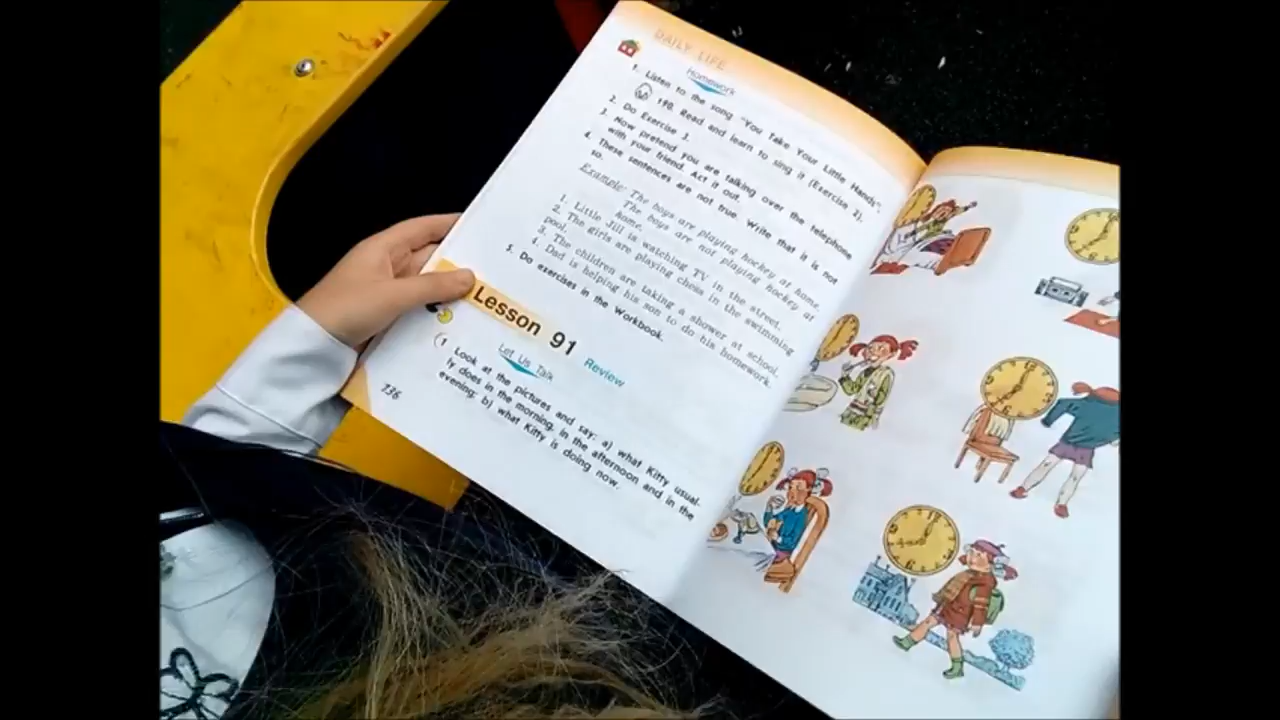 DAILY LIFE
Homework
1. Listen to the song "You Take Your Little Hands".
190. Read and learn to sing it (Exercise 2).
2. Do Exercise 3.
3. Now pretend you are talking over the telephone
with your friend. Act it out.
4. These sentences are not true. Write that it is not
so.
Example: The boys are playing hockey at home.
The boys are not playing hockey at
home.
1. Little Jill is watching TV in the street.
2. The girls are playing chess in the swimming
pool.
3. The children are taking a shower at school.
4. Dad is helping his son to do his homework.
5. Do exercises in the Workbook.
Lesson 91 Review
Let Us Talk
1 Look at the pictures and say: a) what Kitty usual-
ly does in the morning, in the afternoon and in the
evening; b) what Kitty is doing now.
136